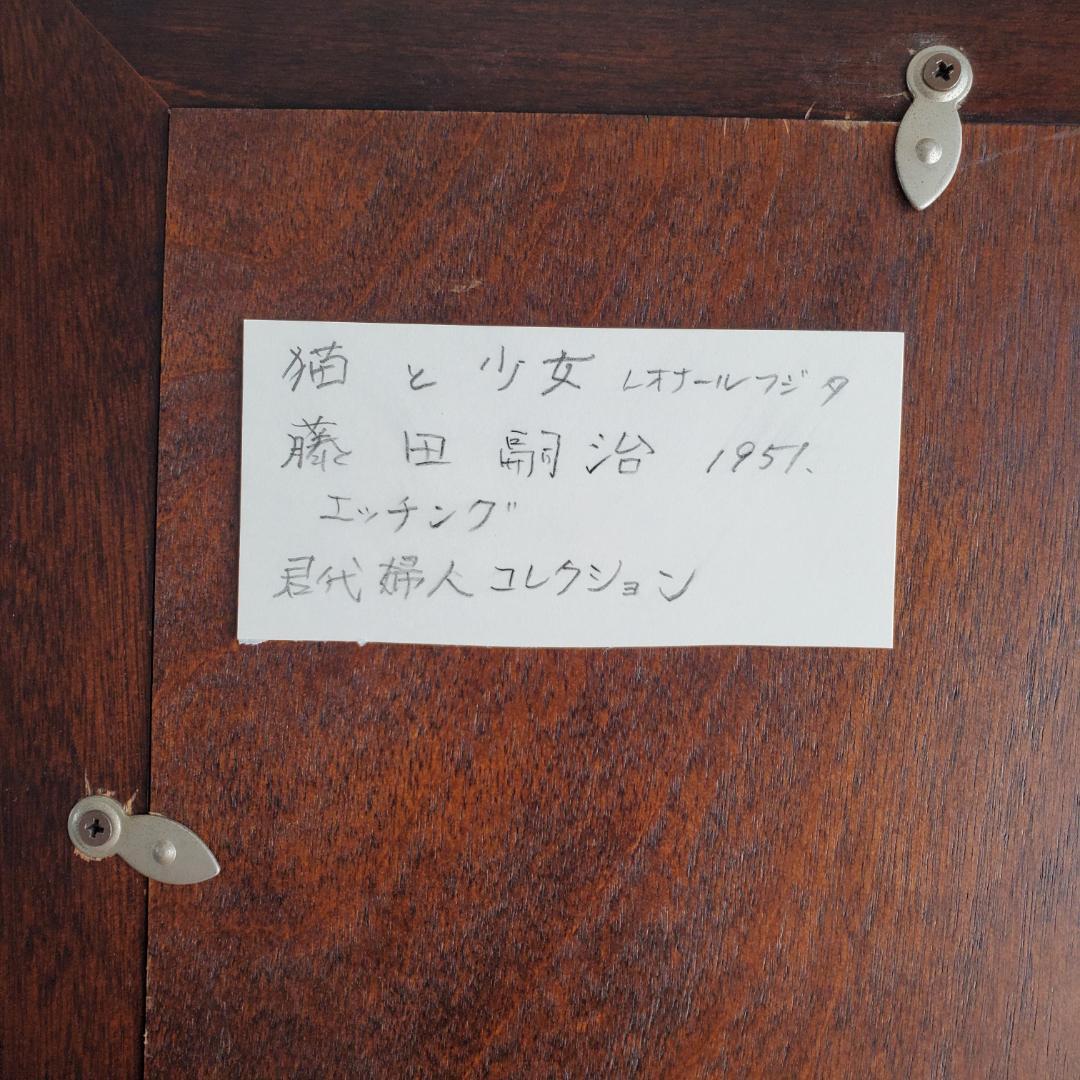 猫と少女 レオナールフジタ
藤田嗣治 1951.
エッチング
君代婦人コレクション